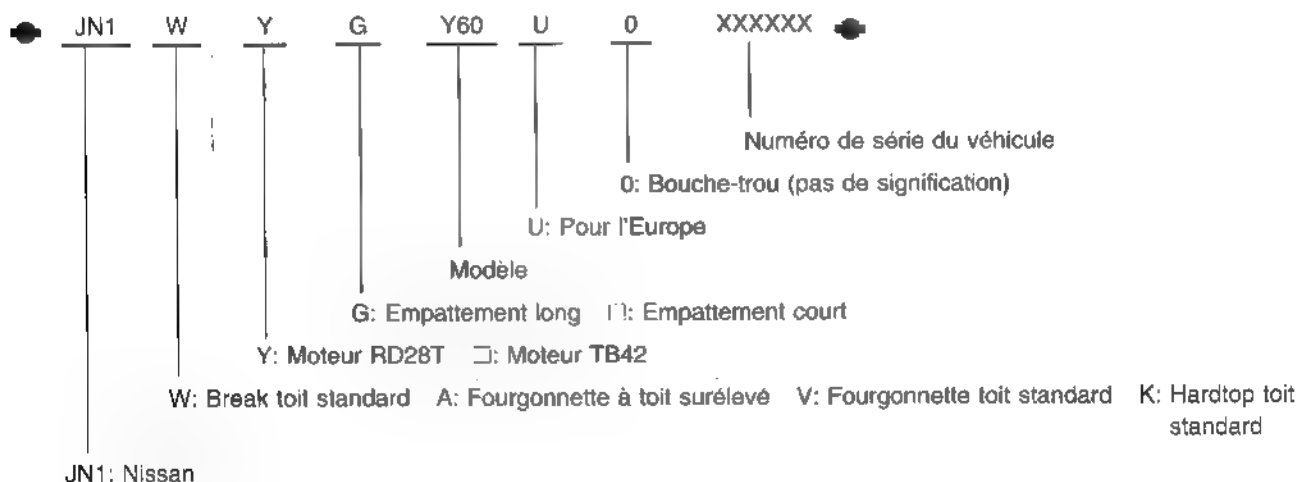 JN1 W Y G Y60 U 0 XXXXXX
Numéro de série du véhicule
0: Bouche-trou (pas de signification)
U: Pour l'Europe
Modèle
G: Empattement long □: Empattement court
Y: Moteur RD28T □: Moteur TB42
W: Break toit standard A: Fourgonnette à toit surélevé V: Fourgonnette toit standard K: Hardtop toit
standard
JN1: Nissan